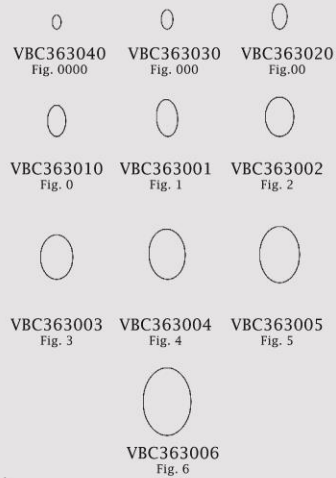 VBC363040 VBC363030 VBC363020
Fig. 0000 Fig. 000 Fig.00
VBC363010 VBC363001 VBC363002
Fig. 0 Fig. 1 Fig. 2
VBC363003 VBC363004 VBC363005
Fig. 3 Fig. 4 Fig. 5
VBC363006
Fig. 6